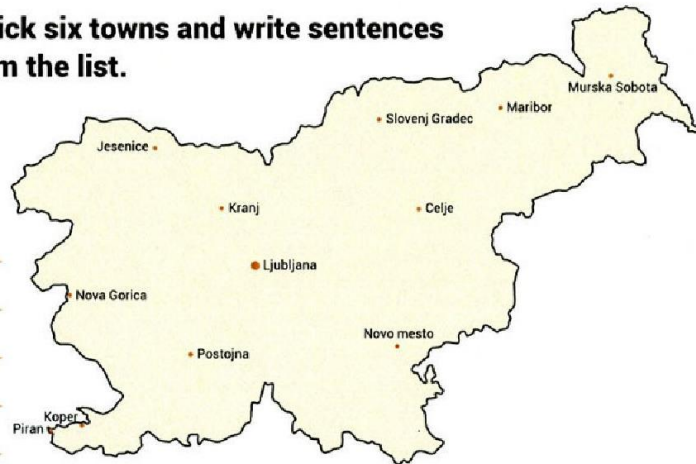 ick six towns and write sentences
m the list.
Murska Sobota
Maribor
Slovenj Gradec
Jesenice
Kranj
Celje
Ljubljana
Nova Gorica
Novo mesto
Postojna
Koper
Piran